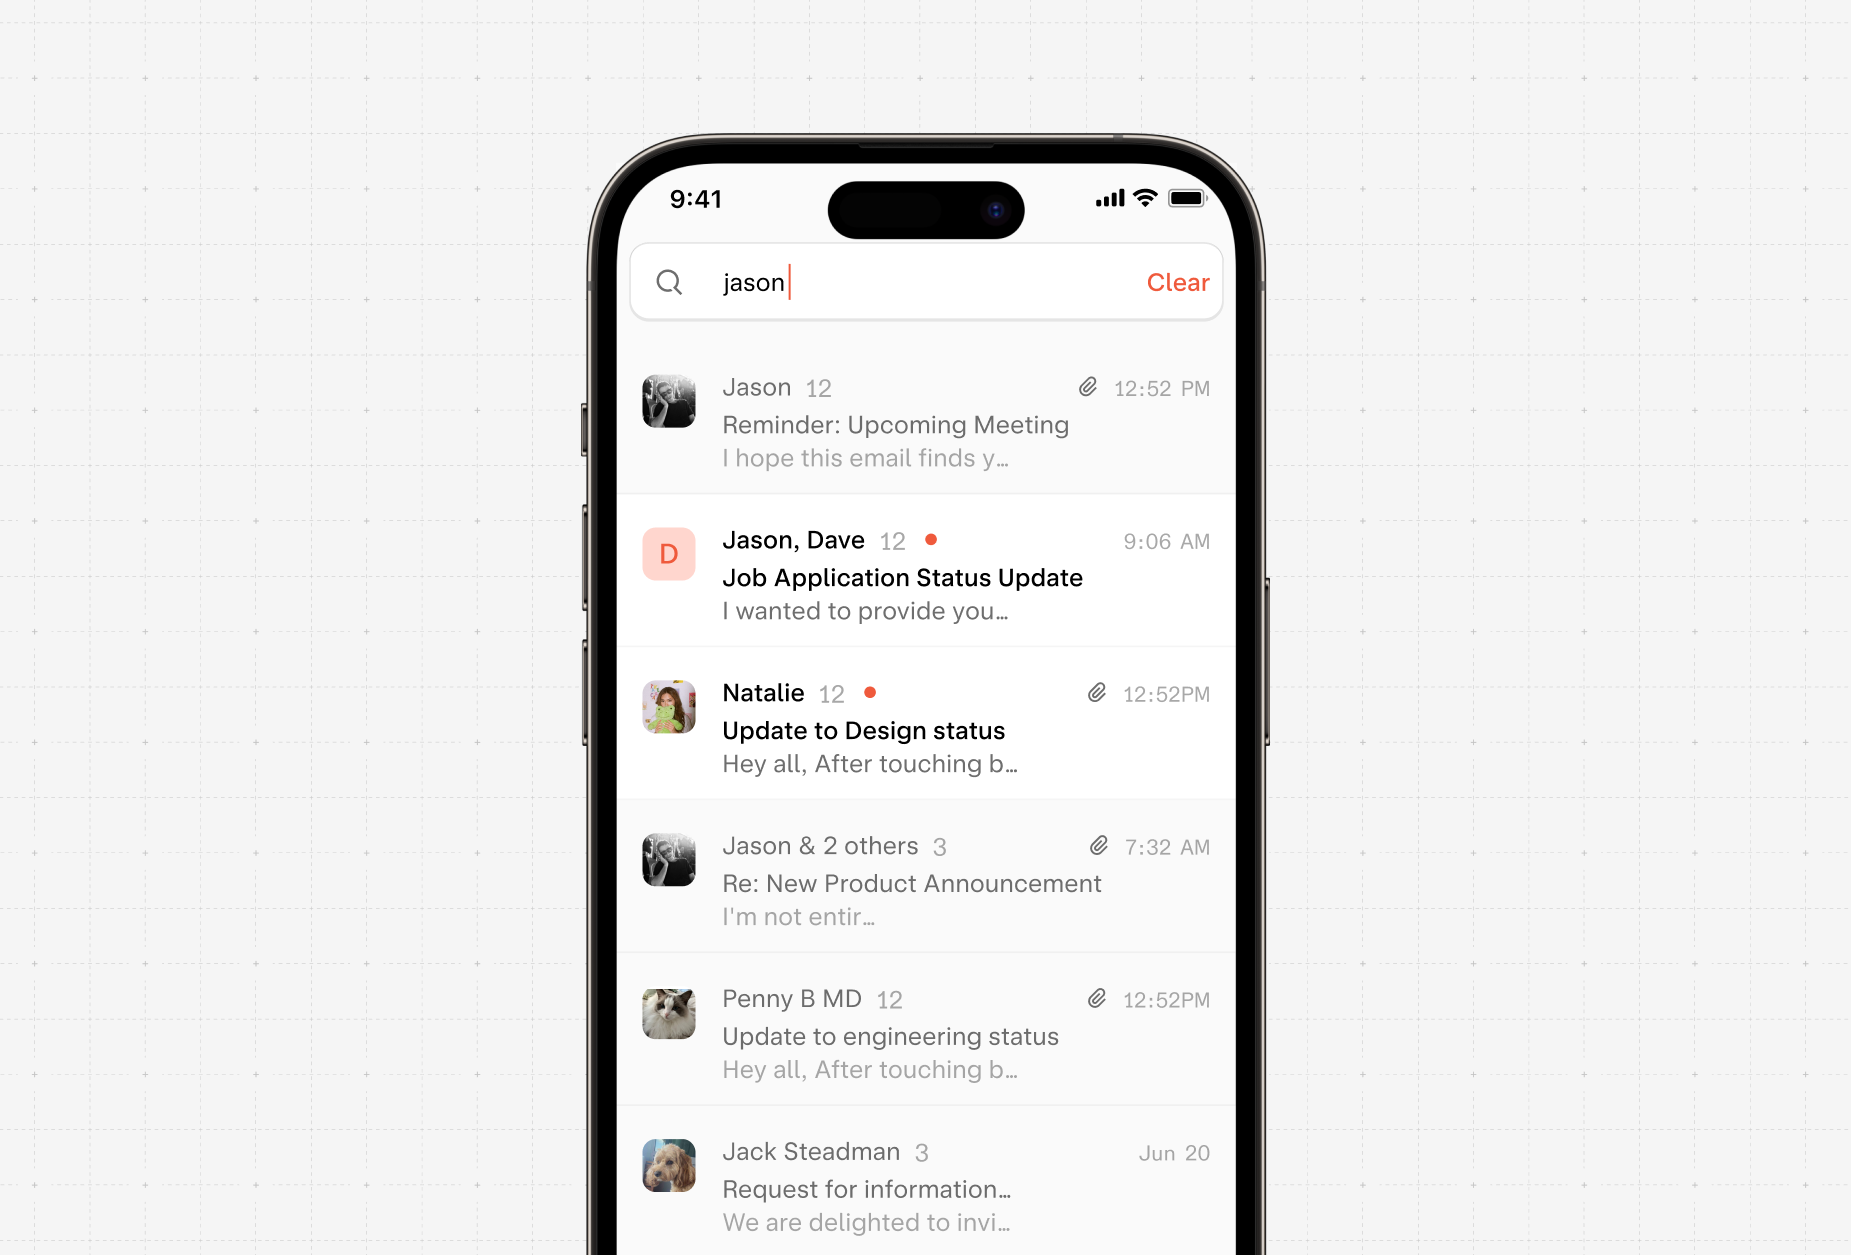 9:41
jason
Clear
Jason 12 12:52 PM
Reminder: Upcoming Meeting
I hope this email finds y…
D
Jason, Dave 12 9:06 AM
Job Application Status Update
I wanted to provide you…
Natalie 12 12:52PM
Update to Design status
Hey all, After touching b…
Jason & 2 others 3 7:32 AM
Re: New Product Announcement
I'm not entir…
Penny B MD 12 12:52PM
Update to engineering status
Hey all, After touching b…
Jack Steadman 3 Jun 20
Request for information…
We are delighted to invi…